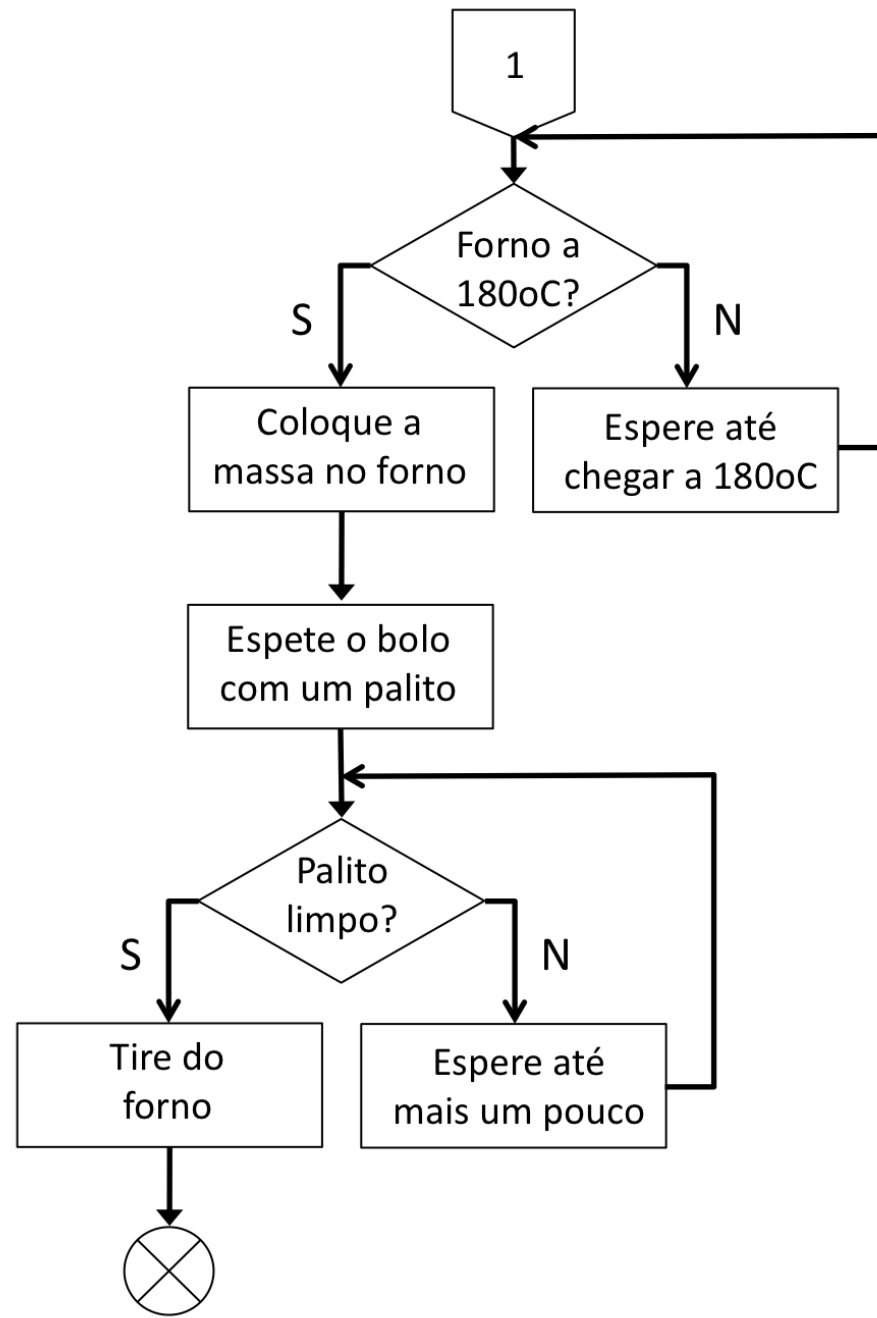 1
Forno a
180oC?
S
N
Coloque a
massa no forno
Espere até
chegar a 180oC
Espete o bolo
com um palito
Palito
limpo?
S
N
Tire do
forno
Espere até
mais um pouco